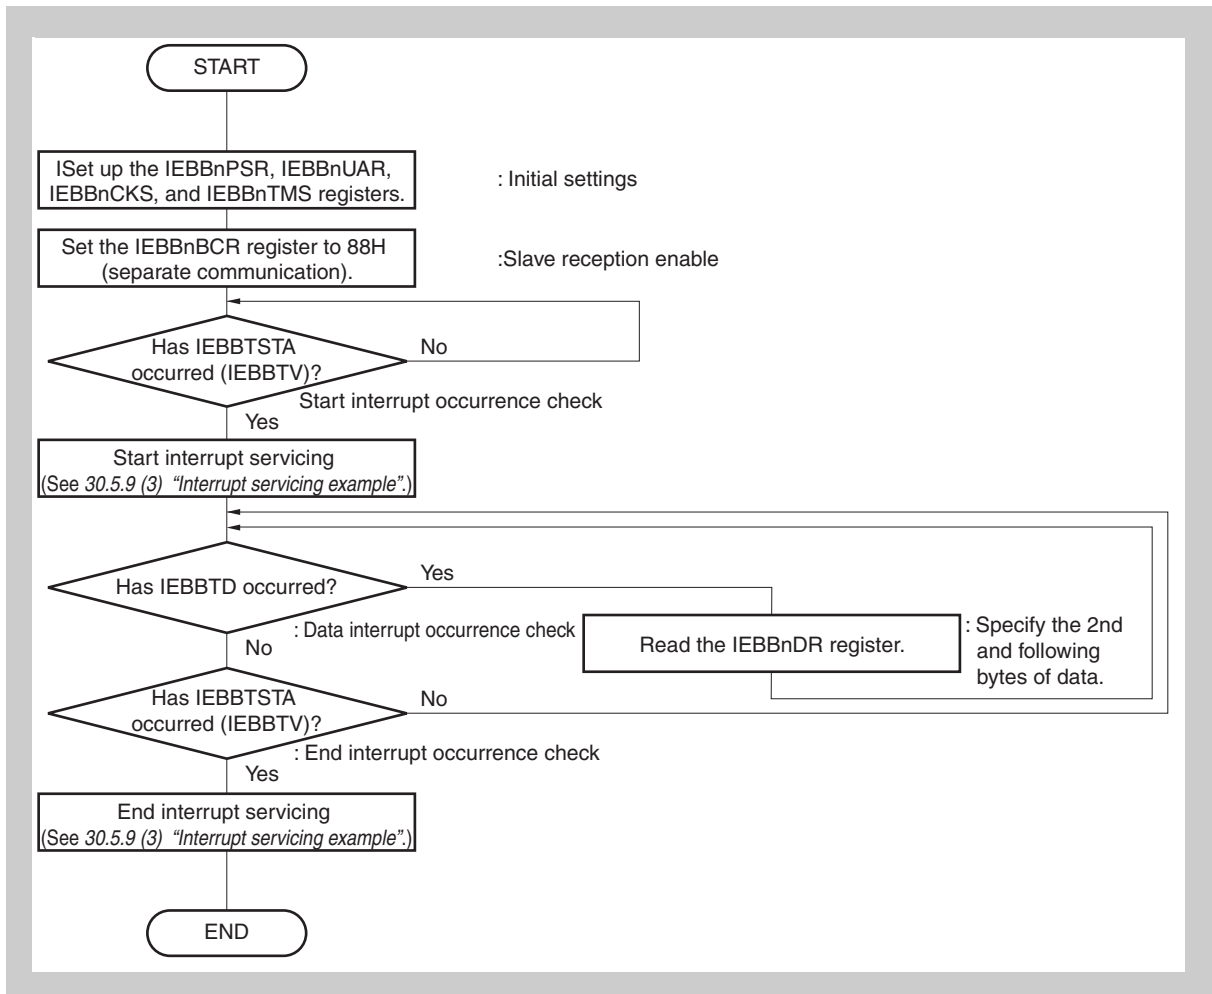 START
ISet up the IEBBnPSR, IEBBnUAR,
IEBBnCKS, and IEBBnTMS registers.
: Initial settings
Set the IEBBnBCR register to 88H
(separate communication).
:Slave reception enable
Has IEBBTSTA
occurred (IEBBTV)?
No
Start interrupt occurrence check
Yes
Start interrupt servicing
(See 30.5.9 (3) “Interrupt servicing example”.)
Has IEBBTD occurred?
Yes
: Data interrupt occurrence check
No
Read the IEBBnDR register.
: Specify the 2nd
and following
bytes of data.
Has IEBBTSTA
occurred (IEBBTV)?
No
: End interrupt occurrence check
Yes
End interrupt servicing
(See 30.5.9 (3) “Interrupt servicing example”.)
END